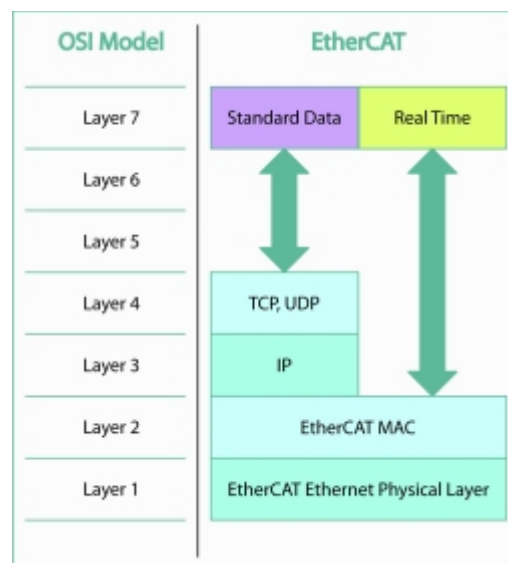 OSI Model
EtherCAT
Layer 7
Standard Data
Real Time
Layer 6
Layer 5
Layer 4
TCP, UDP
Layer 3
IP
Layer 2
EtherCAT MAC
Layer 1
EtherCAT Ethernet Physical Layer